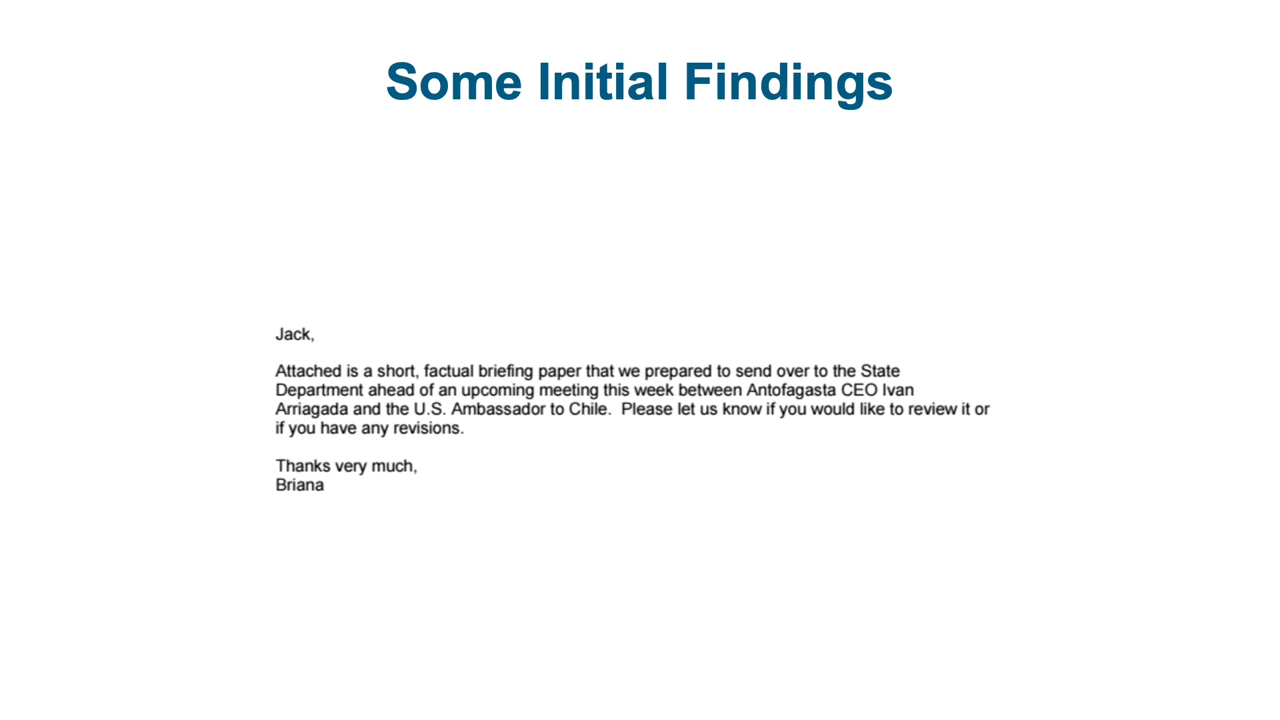 Some Initial Findings
Jack,
Attached is a short, factual briefing paper that we prepared to send over to the State
Department ahead of an upcoming meeting this week between Antofagasta CEO Ivan
Arriagada and the U.S. Ambassador to Chile.  Please let us know if you would like to review it or
if you have any revisions.
Thanks very much,
Briana